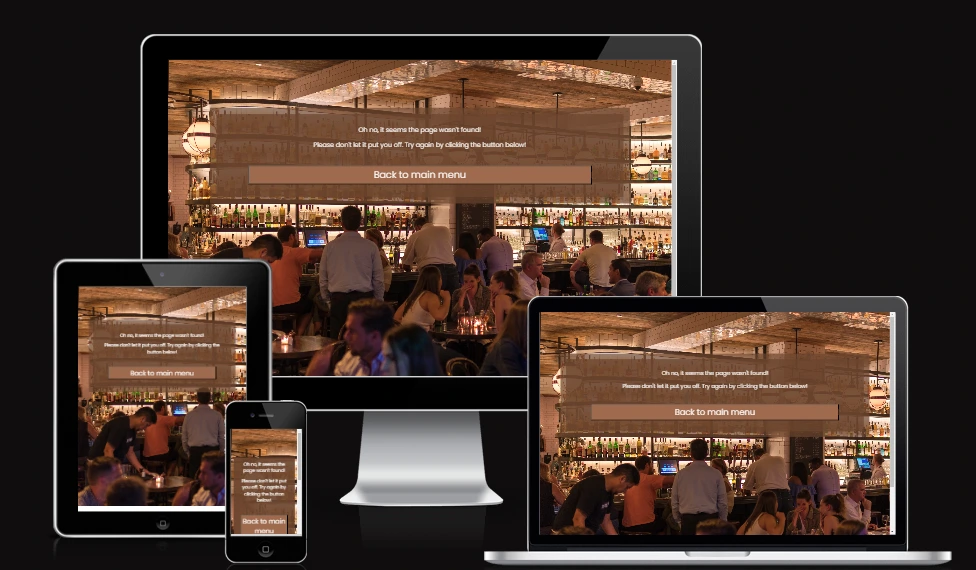 Oh no, it seems the page wasn't found!
Please don't let it put you off. Try again by clicking the button below!
Back to main menu
Oh no, it seems the page wasn't found!
Please don't let it put you off. Try again by clicking the
button below!
Back to main menu
Oh no, it seems the
page wasn't found!
Please don't let it put
you off. Try again by
clicking the button
below!
Back to main
menu
Oh no, it seems the page wasn't found!
Please don't let it put you off. Try again by clicking the button below!
Back to main menu